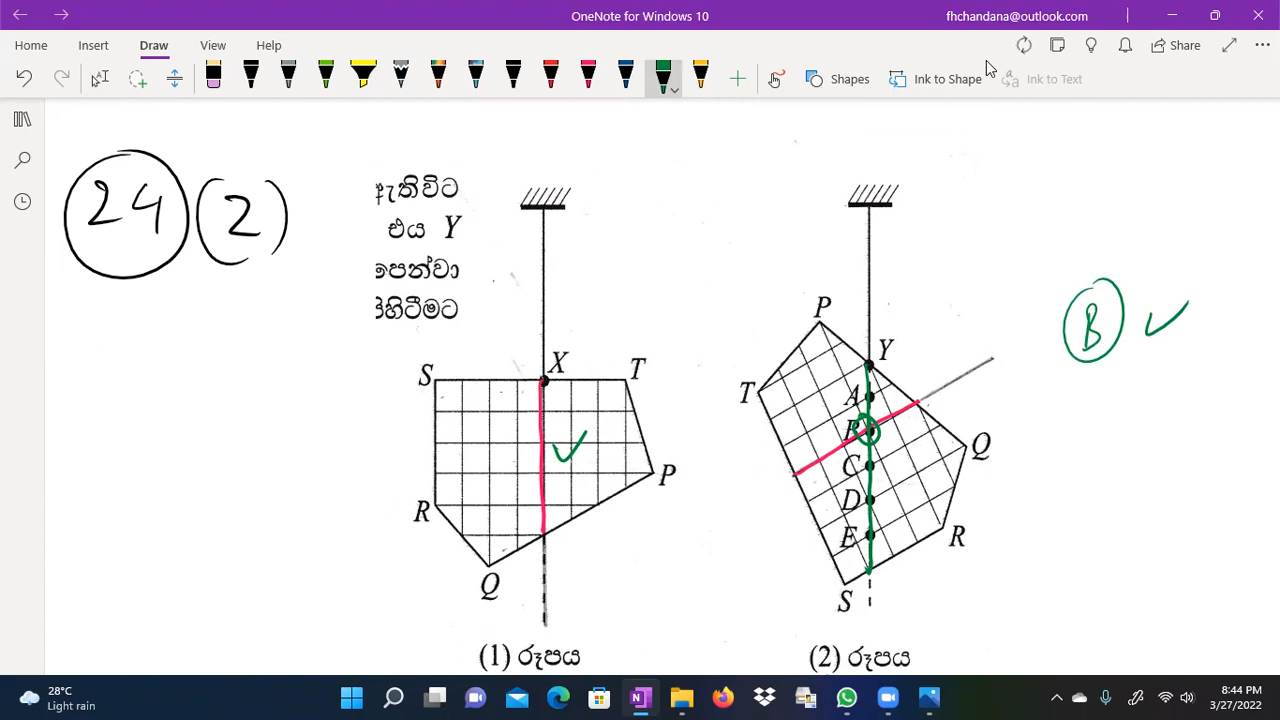 OneNote for Windows 10
fhchandana@outlook.com
Home Insert Draw View Help
Share
Shapes
Ink to Shape
Ink to Text
24 (2)
ඇතිවිට
එය Y
පෙන්වා
හිටීමට
X
S
T
P
R
Q
(1) රූපය
P
Y
T
A
B
C
Q
D
E
R
S
(2) රූපය
B
28°C
Light rain
8:44 PM
3/27/2022